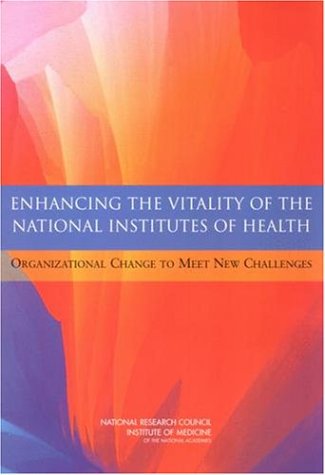 ENHANCING THE VITALITY OF THE
NATIONAL INSTITUTES OF HEALTH
ORGANIZATIONAL CHANGE TO MEET NEW CHALLENGES
NATIONAL RESEARCH COUNCIL
INSTITUTE OF MEDICINE
OF THE NATIONAL ACADEMIES